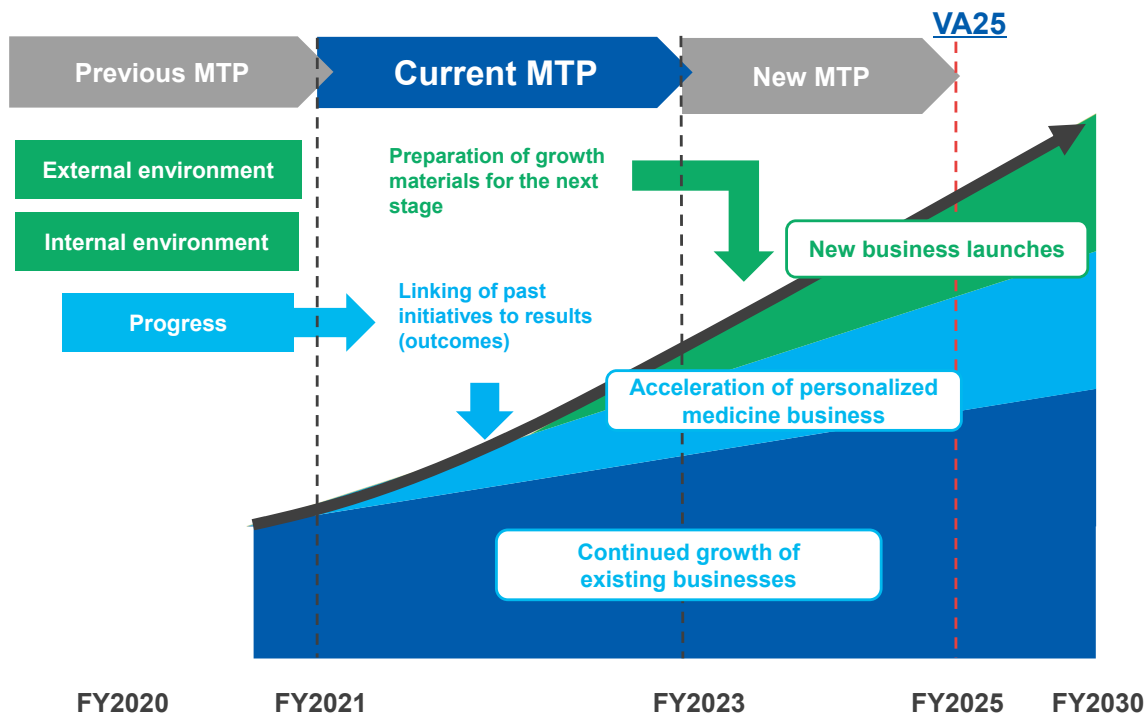 VA25
Previous MTP
Current MTP
New MTP
External environment
Internal environment
Progress
Preparation of growth
materials for the next
stage
Linking of past
initiatives to results
(outcomes)
New business launches
Acceleration of personalized
medicine business
Continued growth of
existing businesses
FY2020
FY2021
FY2023
FY2025
FY2030